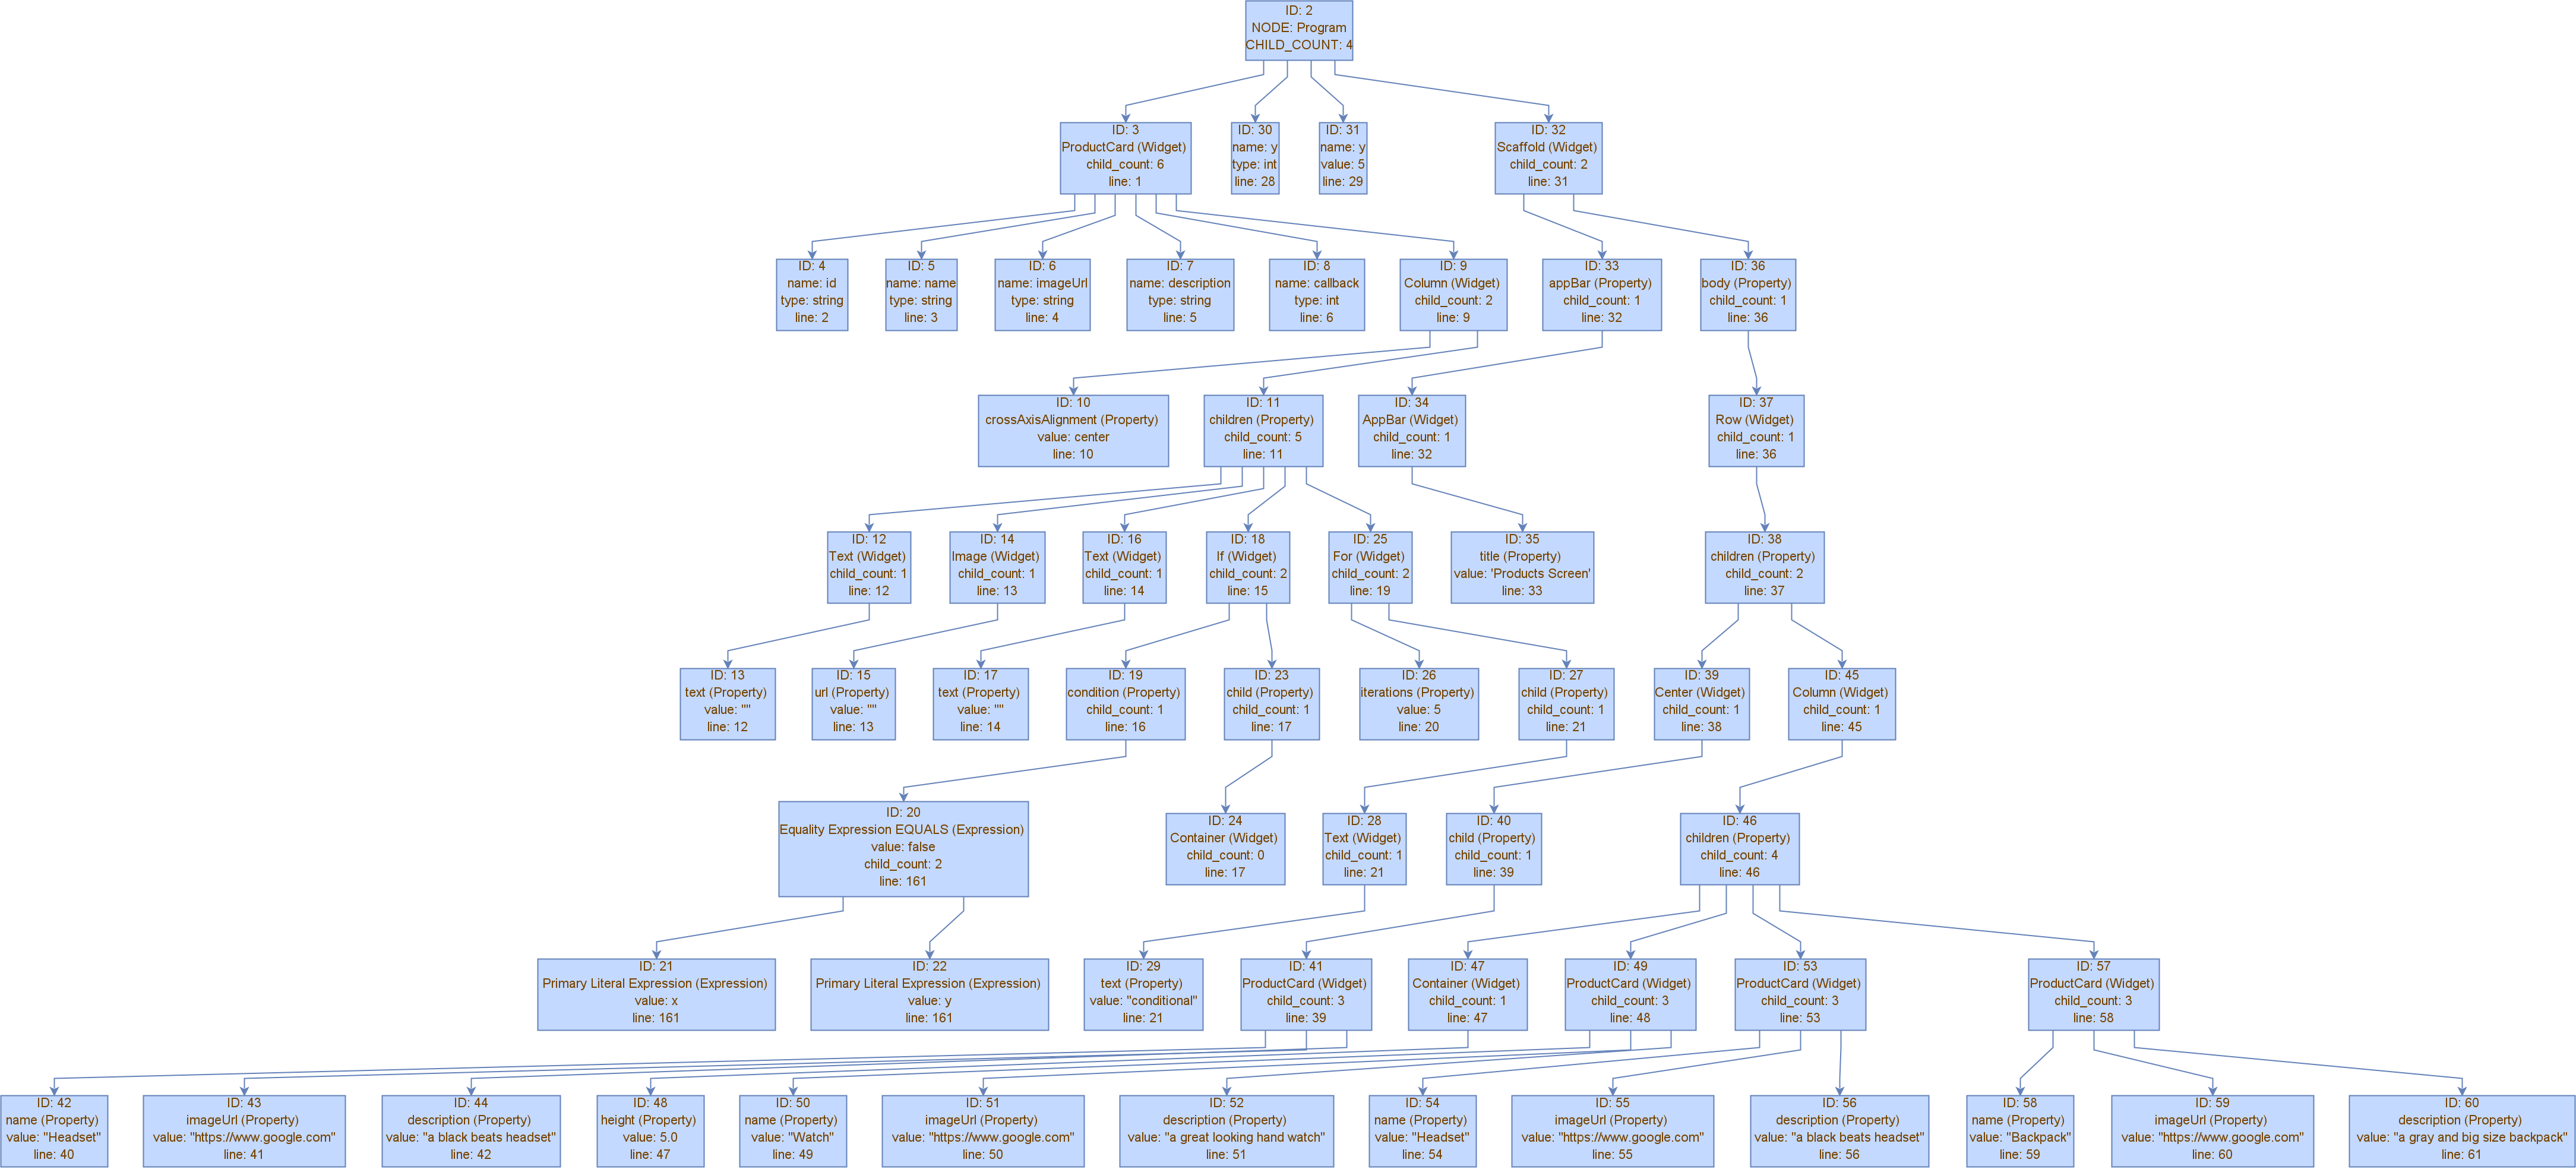 ID: 2
NODE: Program
CHILD_COUNT: 4
ID: 3
ProductCard (Widget)
child_count: 6
line: 1
ID: 30
name: y
type: int
line: 28
ID: 31
name: y
value: 5
line: 29
ID: 32
Scaffold (Widget)
child_count: 2
line: 31
ID: 4
name: id
type: string
line: 2
ID: 5
name: name
type: string
line: 3
ID: 6
name: imageUrl
type: string
line: 4
ID: 7
name: description
type: string
line: 5
ID: 8
name: callback
type: int
line: 6
ID: 9
Column (Widget)
child_count: 2
line: 9
ID: 33
appBar (Property)
child_count: 1
line: 32
ID: 36
body (Property)
child_count: 1
line: 36
ID: 10
crossAxisAlignment (Property)
value: center
line: 10
ID: 11
children (Property)
child_count: 5
line: 11
ID: 34
AppBar (Widget)
child_count: 1
line: 32
ID: 37
Row (Widget)
child_count: 1
line: 36
ID: 12
Text (Widget)
child_count: 1
line: 12
ID: 14
Image (Widget)
child_count: 1
line: 13
ID: 16
Text (Widget)
child_count: 1
line: 14
ID: 18
If (Widget)
child_count: 2
line: 15
ID: 25
For (Widget)
child_count: 2
line: 19
ID: 35
title (Property)
value: 'Products Screen'
line: 33
ID: 38
children (Property)
child_count: 2
line: 37
ID: 13
text (Property)
value: ""
line: 12
ID: 15
url (Property)
value: ""
line: 13
ID: 17
text (Property)
value: ""
line: 14
ID: 19
condition (Property)
child_count: 1
line: 16
ID: 23
child (Property)
child_count: 1
line: 17
ID: 26
iterations (Property)
value: 5
line: 20
ID: 27
child (Property)
child_count: 1
line: 21
ID: 39
Center (Widget)
child_count: 1
line: 38
ID: 45
Column (Widget)
child_count: 1
line: 45
ID: 20
Equality Expression EQUALS (Expression)
value: false
child_count: 2
line: 161
ID: 24
Container (Widget)
child_count: 0
line: 17
ID: 28
Text (Widget)
child_count: 1
line: 21
ID: 40
child (Property)
child_count: 1
line: 39
ID: 46
children (Property)
child_count: 4
line: 46
ID: 21
Primary Literal Expression (Expression)
value: x
line: 161
ID: 22
Primary Literal Expression (Expression)
value: y
line: 161
ID: 29
text (Property)
value: "conditional"
line: 21
ID: 41
ProductCard (Widget)
child_count: 3
line: 39
ID: 47
Container (Widget)
child_count: 1
line: 47
ID: 49
ProductCard (Widget)
child_count: 3
line: 48
ID: 53
ProductCard (Widget)
child_count: 3
line: 53
ID: 57
ProductCard (Widget)
child_count: 3
line: 58
ID: 42
name (Property)
value: "Headset"
line: 40
ID: 43
imageUrl (Property)
value: "https://www.google.com"
line: 41
ID: 44
description (Property)
value: "a black beats headset"
line: 42
ID: 48
height (Property)
value: 5.0
line: 47
ID: 50
name (Property)
value: "Watch"
line: 49
ID: 51
imageUrl (Property)
value: "https://www.google.com"
line: 50
ID: 52
description (Property)
value: "a great looking hand watch"
line: 51
ID: 54
name (Property)
value: "Headset"
line: 54
ID: 55
imageUrl (Property)
value: "https://www.google.com"
line: 55
ID: 56
description (Property)
value: "a black beats headset"
line: 56
ID: 58
name (Property)
value: "Backpack"
line: 59
ID: 59
imageUrl (Property)
value: "https://www.google.com"
line: 60
ID: 60
description (Property)
value: "a gray and big size backpack"
line: 61